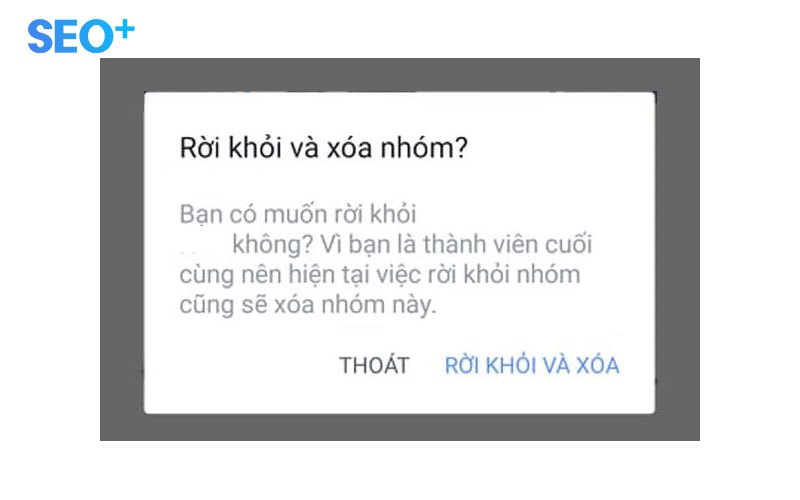 SEO+
Rời khỏi và xóa nhóm?
Bạn có muốn rời khỏi
không? Vì bạn là thành viên cuối
cùng nên hiện tại việc rời khỏi nhóm
cũng sẽ xóa nhóm này.
THOÁT RỜI KHỎI VÀ XÓA